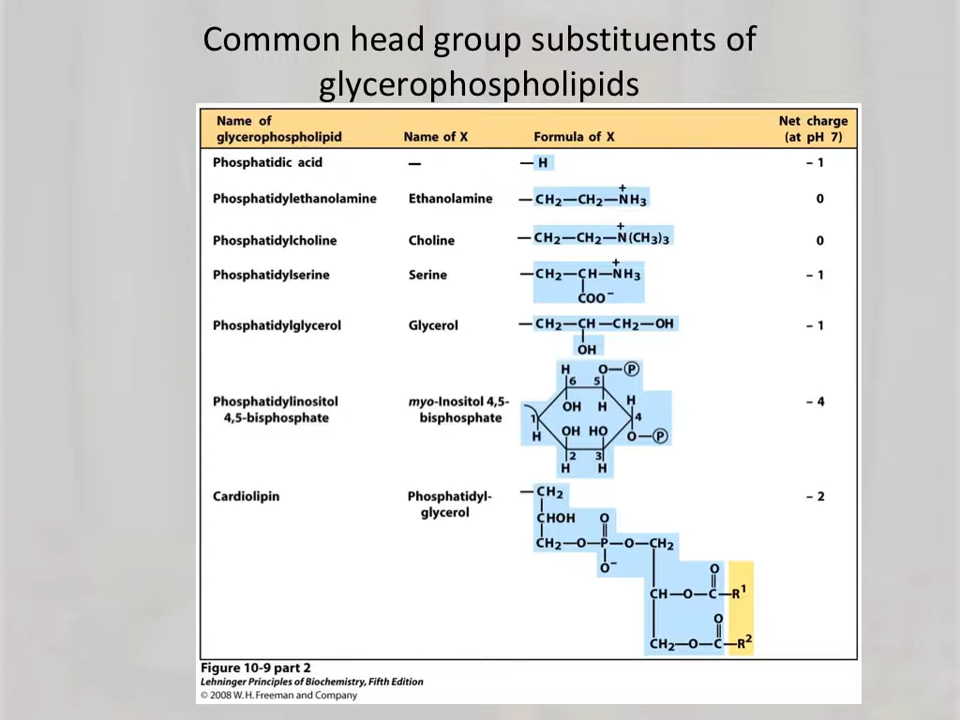 Common head group substituents of
glycerophospholipids
Name of
glycerophospholipid Name of X Formula of X Net charge
(at pH 7)
Phosphatidic acid — —H – 1
Phosphatidylethanolamine Ethanolamine —CH2—CH2—N+H3 0
Phosphatidylcholine Choline —CH2—CH2—N+(CH3)3 0
Phosphatidylserine Serine —CH2—CH—N+H3 – 1
COO–
Phosphatidylglycerol Glycerol —CH2—CH—CH2—OH – 1
OH
H O—P
6 5
OH H H
Phosphatidylinositol myo-Inositol 4,5- – 4
4,5-bisphosphate bisphosphate 1 4
H OH HO O—P
2 3
H H
Cardiolipin Phosphatidyl- —CH2 – 2
glycerol CHOH O
CH2—O—P—O—CH2
O–
O
CH—O—C—R1
O
CH2—O—C—R2
Figure 10-9 part 2
Lehninger Principles of Biochemistry, Fifth Edition
© 2008 W. H. Freeman and Company